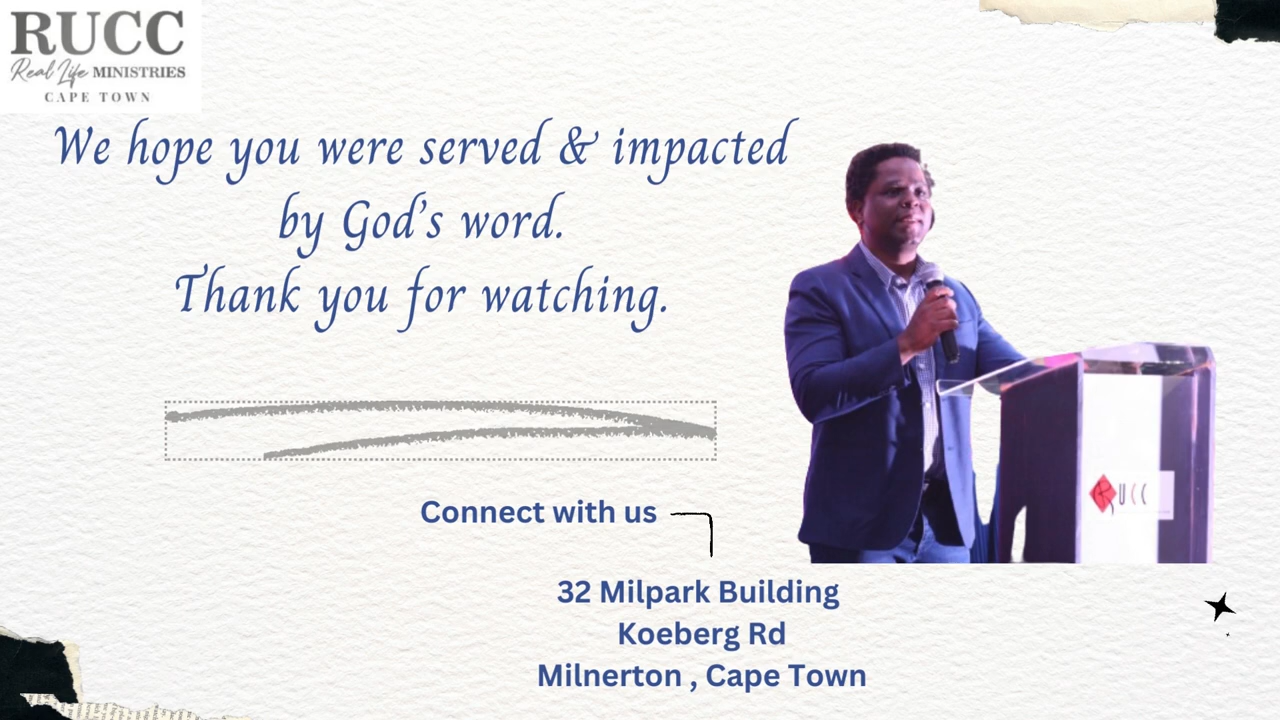 RUCC
Real Life MINISTRIES
CAPE TOWN
We hope you were served & impacted
by God's word.
Thank you for watching.
Connect with us
32 Milpark Building
Koeberg Rd
Milnerton , Cape Town
RUCC